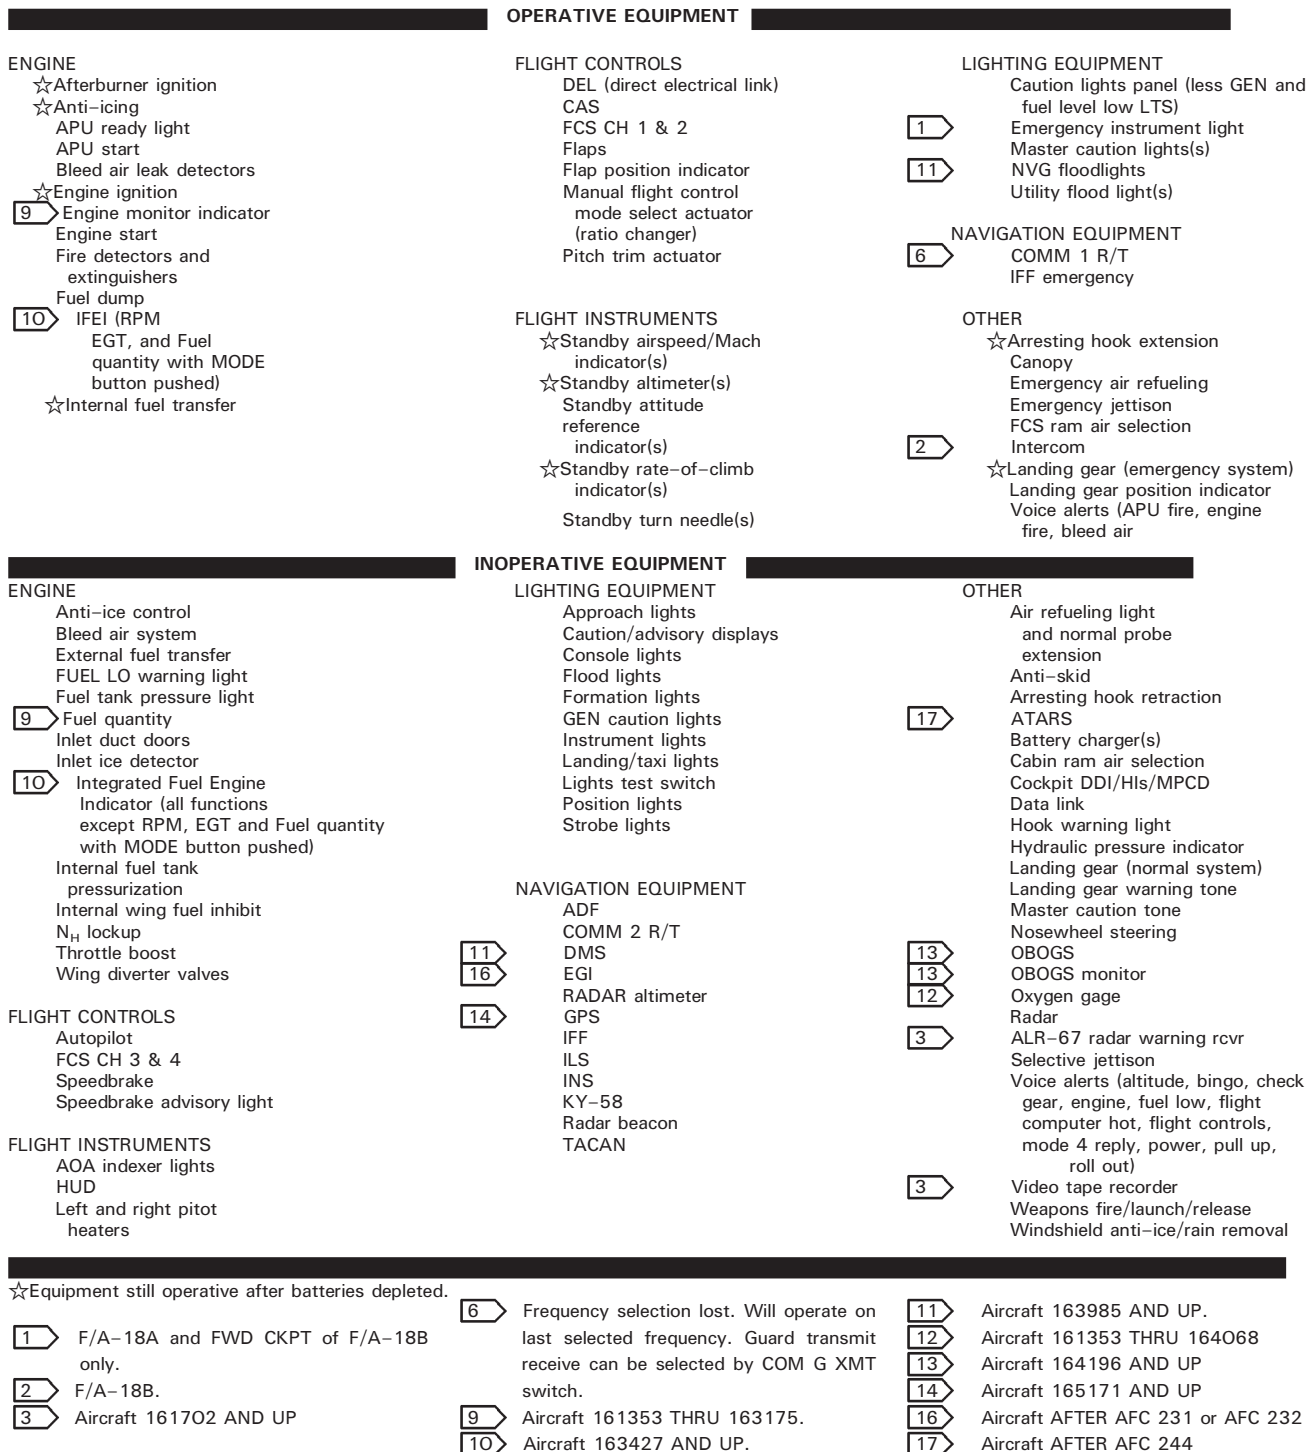 OPERATIVE EQUIPMENT
ENGINE
☆Afterburner ignition
☆Anti-icing
APU ready light
APU start
Bleed air leak detectors
☆Engine ignition
9 Engine monitor indicator
Engine start
Fire detectors and
extinguishers
Fuel dump
10 IFEI (RPM
EGT, and Fuel
quantity with MODE
button pushed)
☆Internal fuel transfer
FLIGHT CONTROLS
DEL (direct electrical link)
CAS
FCS CH 1 & 2
Flaps
Flap position indicator
Manual flight control
mode select actuator
(ratio changer)
Pitch trim actuator
FLIGHT INSTRUMENTS
☆Standby airspeed/Mach
indicator(s)
☆Standby altimeter(s)
Standby attitude
reference
indicator(s)
☆Standby rate-of-climb
indicator(s)
Standby turn needle(s)
LIGHTING EQUIPMENT
Caution lights panel (less GEN and
fuel level low LTS)
1 Emergency instrument light
Master caution lights(s)
11 NVG floodlights
Utility flood light(s)
NAVIGATION EQUIPMENT
6 COMM 1 R/T
IFF emergency
OTHER
☆Arresting hook extension
Canopy
Emergency air refueling
Emergency jettison
FCS ram air selection
2 Intercom
☆Landing gear (emergency system)
Landing gear position indicator
Voice alerts (APU fire, engine
fire, bleed air
INOPERATIVE EQUIPMENT
ENGINE
Anti-ice control
Bleed air system
External fuel transfer
FUEL LO warning light
Fuel tank pressure light
9 Fuel quantity
Inlet duct doors
Inlet ice detector
10 Integrated Fuel Engine
Indicator (all functions
except RPM, EGT and Fuel quantity
with MODE button pushed)
Internal fuel tank
pressurization
Internal wing fuel inhibit
NH lockup
Throttle boost
Wing diverter valves
FLIGHT CONTROLS
Autopilot
FCS CH 3 & 4
Speedbrake
Speedbrake advisory light
FLIGHT INSTRUMENTS
AOA indexer lights
HUD
Left and right pitot
heaters
LIGHTING EQUIPMENT
Approach lights
Caution/advisory displays
Console lights
Flood lights
Formation lights
GEN caution lights
Instrument lights
Landing/taxi lights
Lights test switch
Position lights
Strobe lights
NAVIGATION EQUIPMENT
ADF
COMM 2 R/T
11 DMS
16 EGI
RADAR altimeter
14 GPS
IFF
ILS
INS
KY-58
Radar beacon
TACAN
OTHER
Air refueling light
and normal probe
extension
Anti-skid
Arresting hook retraction
17 ATARS
Battery charger(s)
Cabin ram air selection
Cockpit DDI/HIs/MPCD
Data link
Hook warning light
Hydraulic pressure indicator
Landing gear (normal system)
Landing gear warning tone
Master caution tone
Nosewheel steering
13 OBOGS
13 OBOGS monitor
12 Oxygen gage
Radar
3 ALR-67 radar warning rcvr
Selective jettison
Voice alerts (altitude, bingo, check
gear, engine, fuel low, flight
computer hot, flight controls,
mode 4 reply, power, pull up,
roll out)
3 Video tape recorder
Weapons fire/launch/release
Windshield anti-ice/rain removal
☆Equipment still operative after batteries depleted.
1 F/A-18A and FWD CKPT of F/A-18B
only.
2 F/A-18B.
3 Aircraft 161702 AND UP
6 Frequency selection lost. Will operate on
last selected frequency. Guard transmit
receive can be selected by COM G XMT
switch.
9 Aircraft 161353 THRU 163175.
10 Aircraft 163427 AND UP.
11 Aircraft 163985 AND UP.
12 Aircraft 161353 THRU 164068
13 Aircraft 164196 AND UP
14 Aircraft 165171 AND UP
16 Aircraft AFTER AFC 231 or AFC 232
17 Aircraft AFTER AFC 244